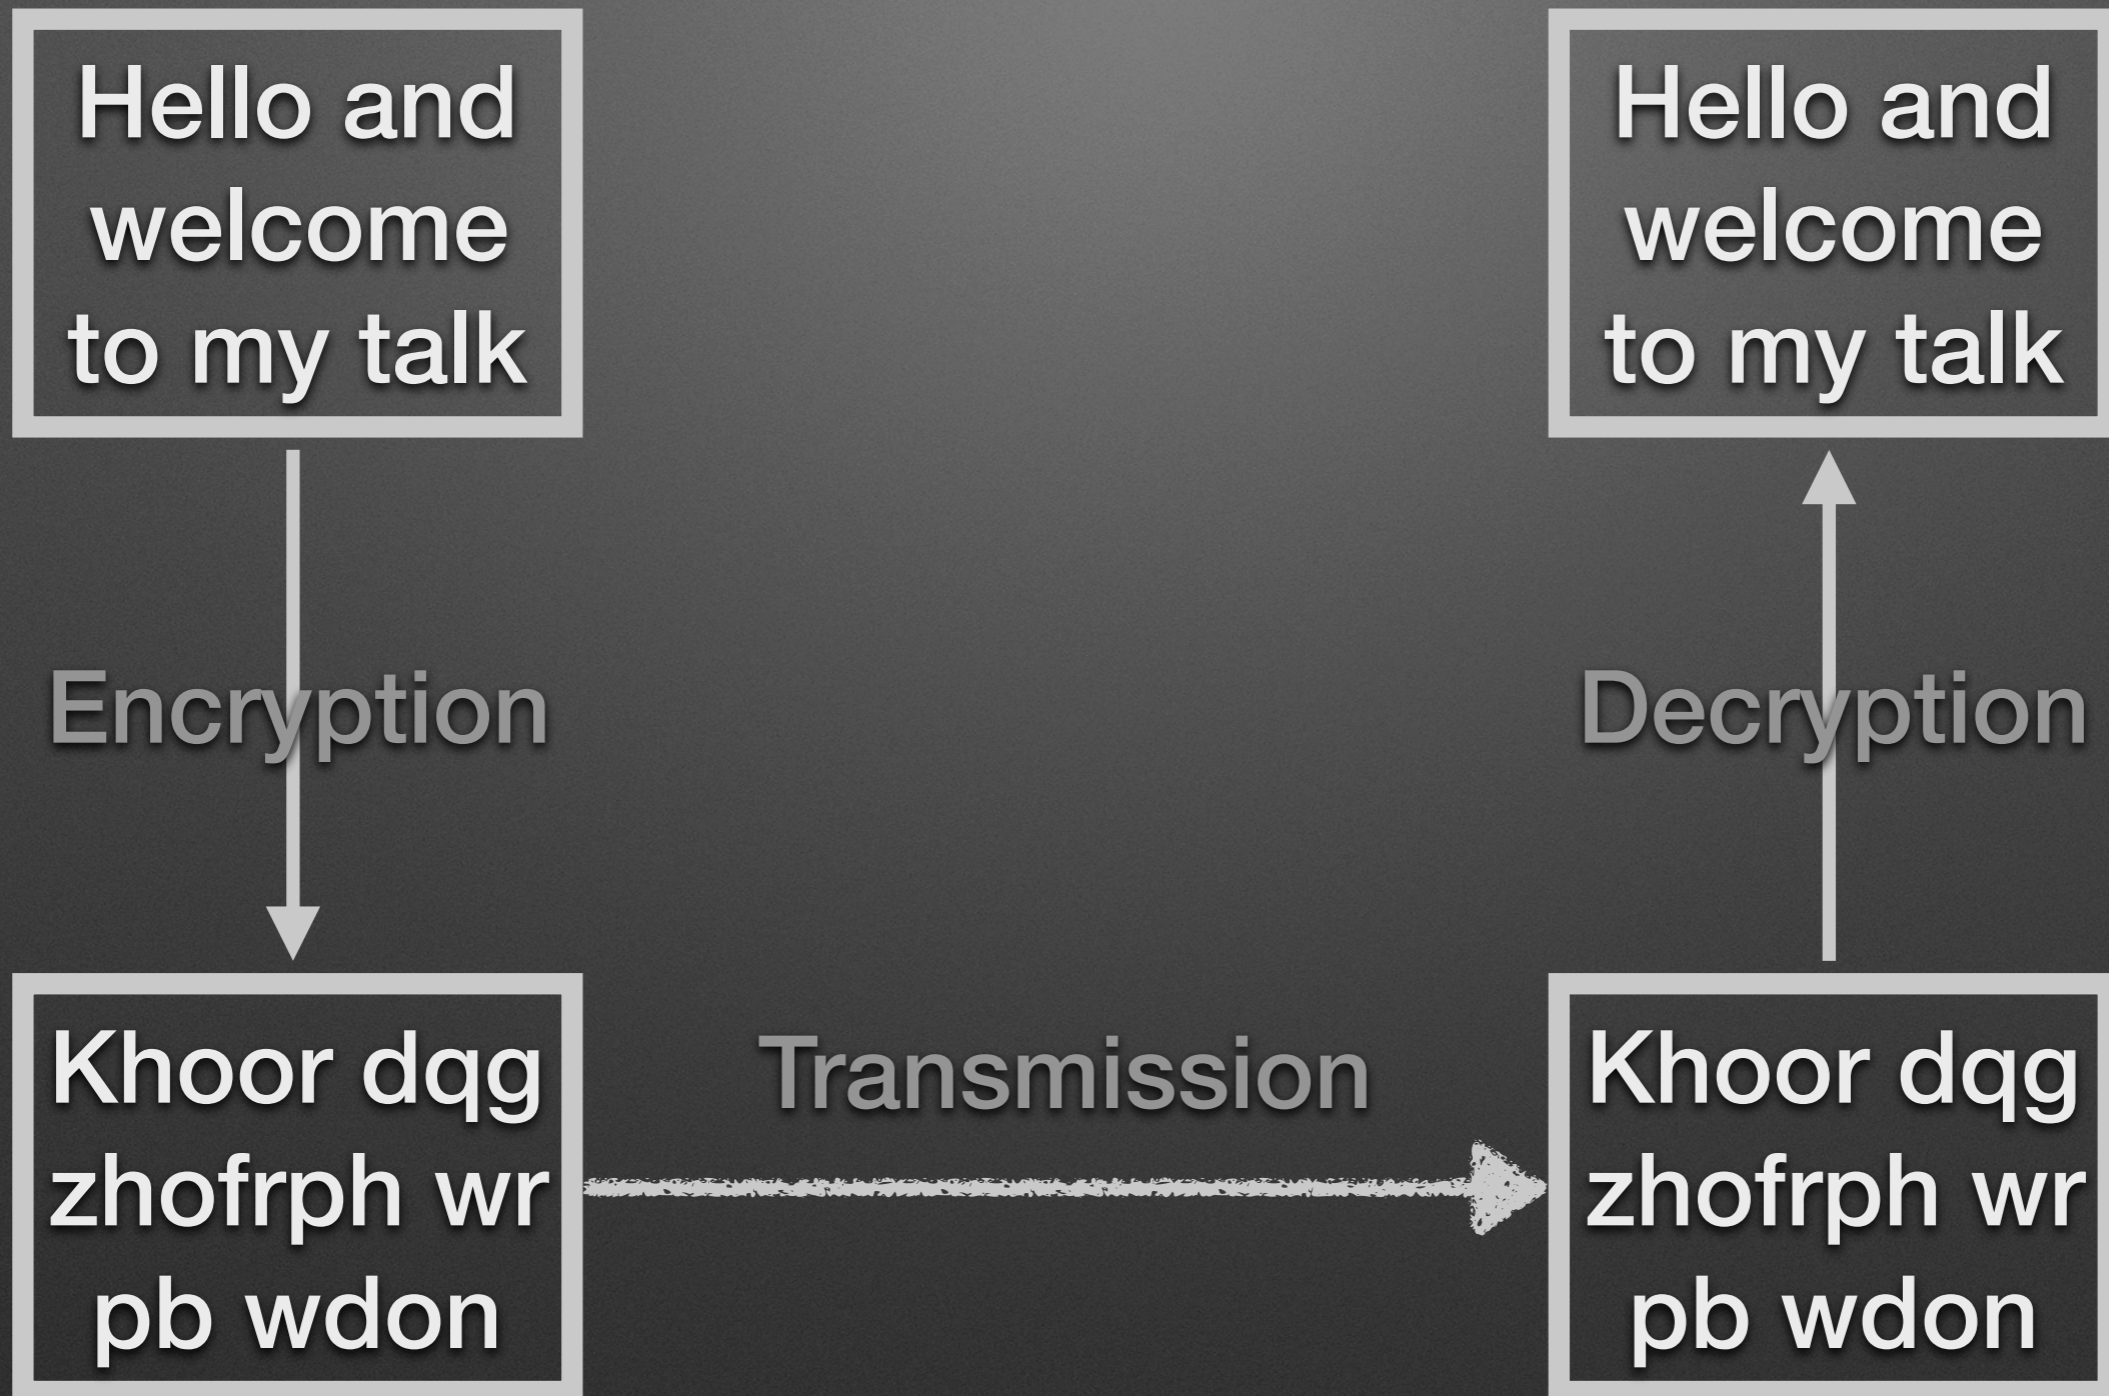 Hello and
welcome
to my talk
Hello and
welcome
to my talk
Encryption
Decryption
Khoor dqg
zhofrph wr
pb wdon
Transmission
Khoor dqg
zhofrph wr
pb wdon